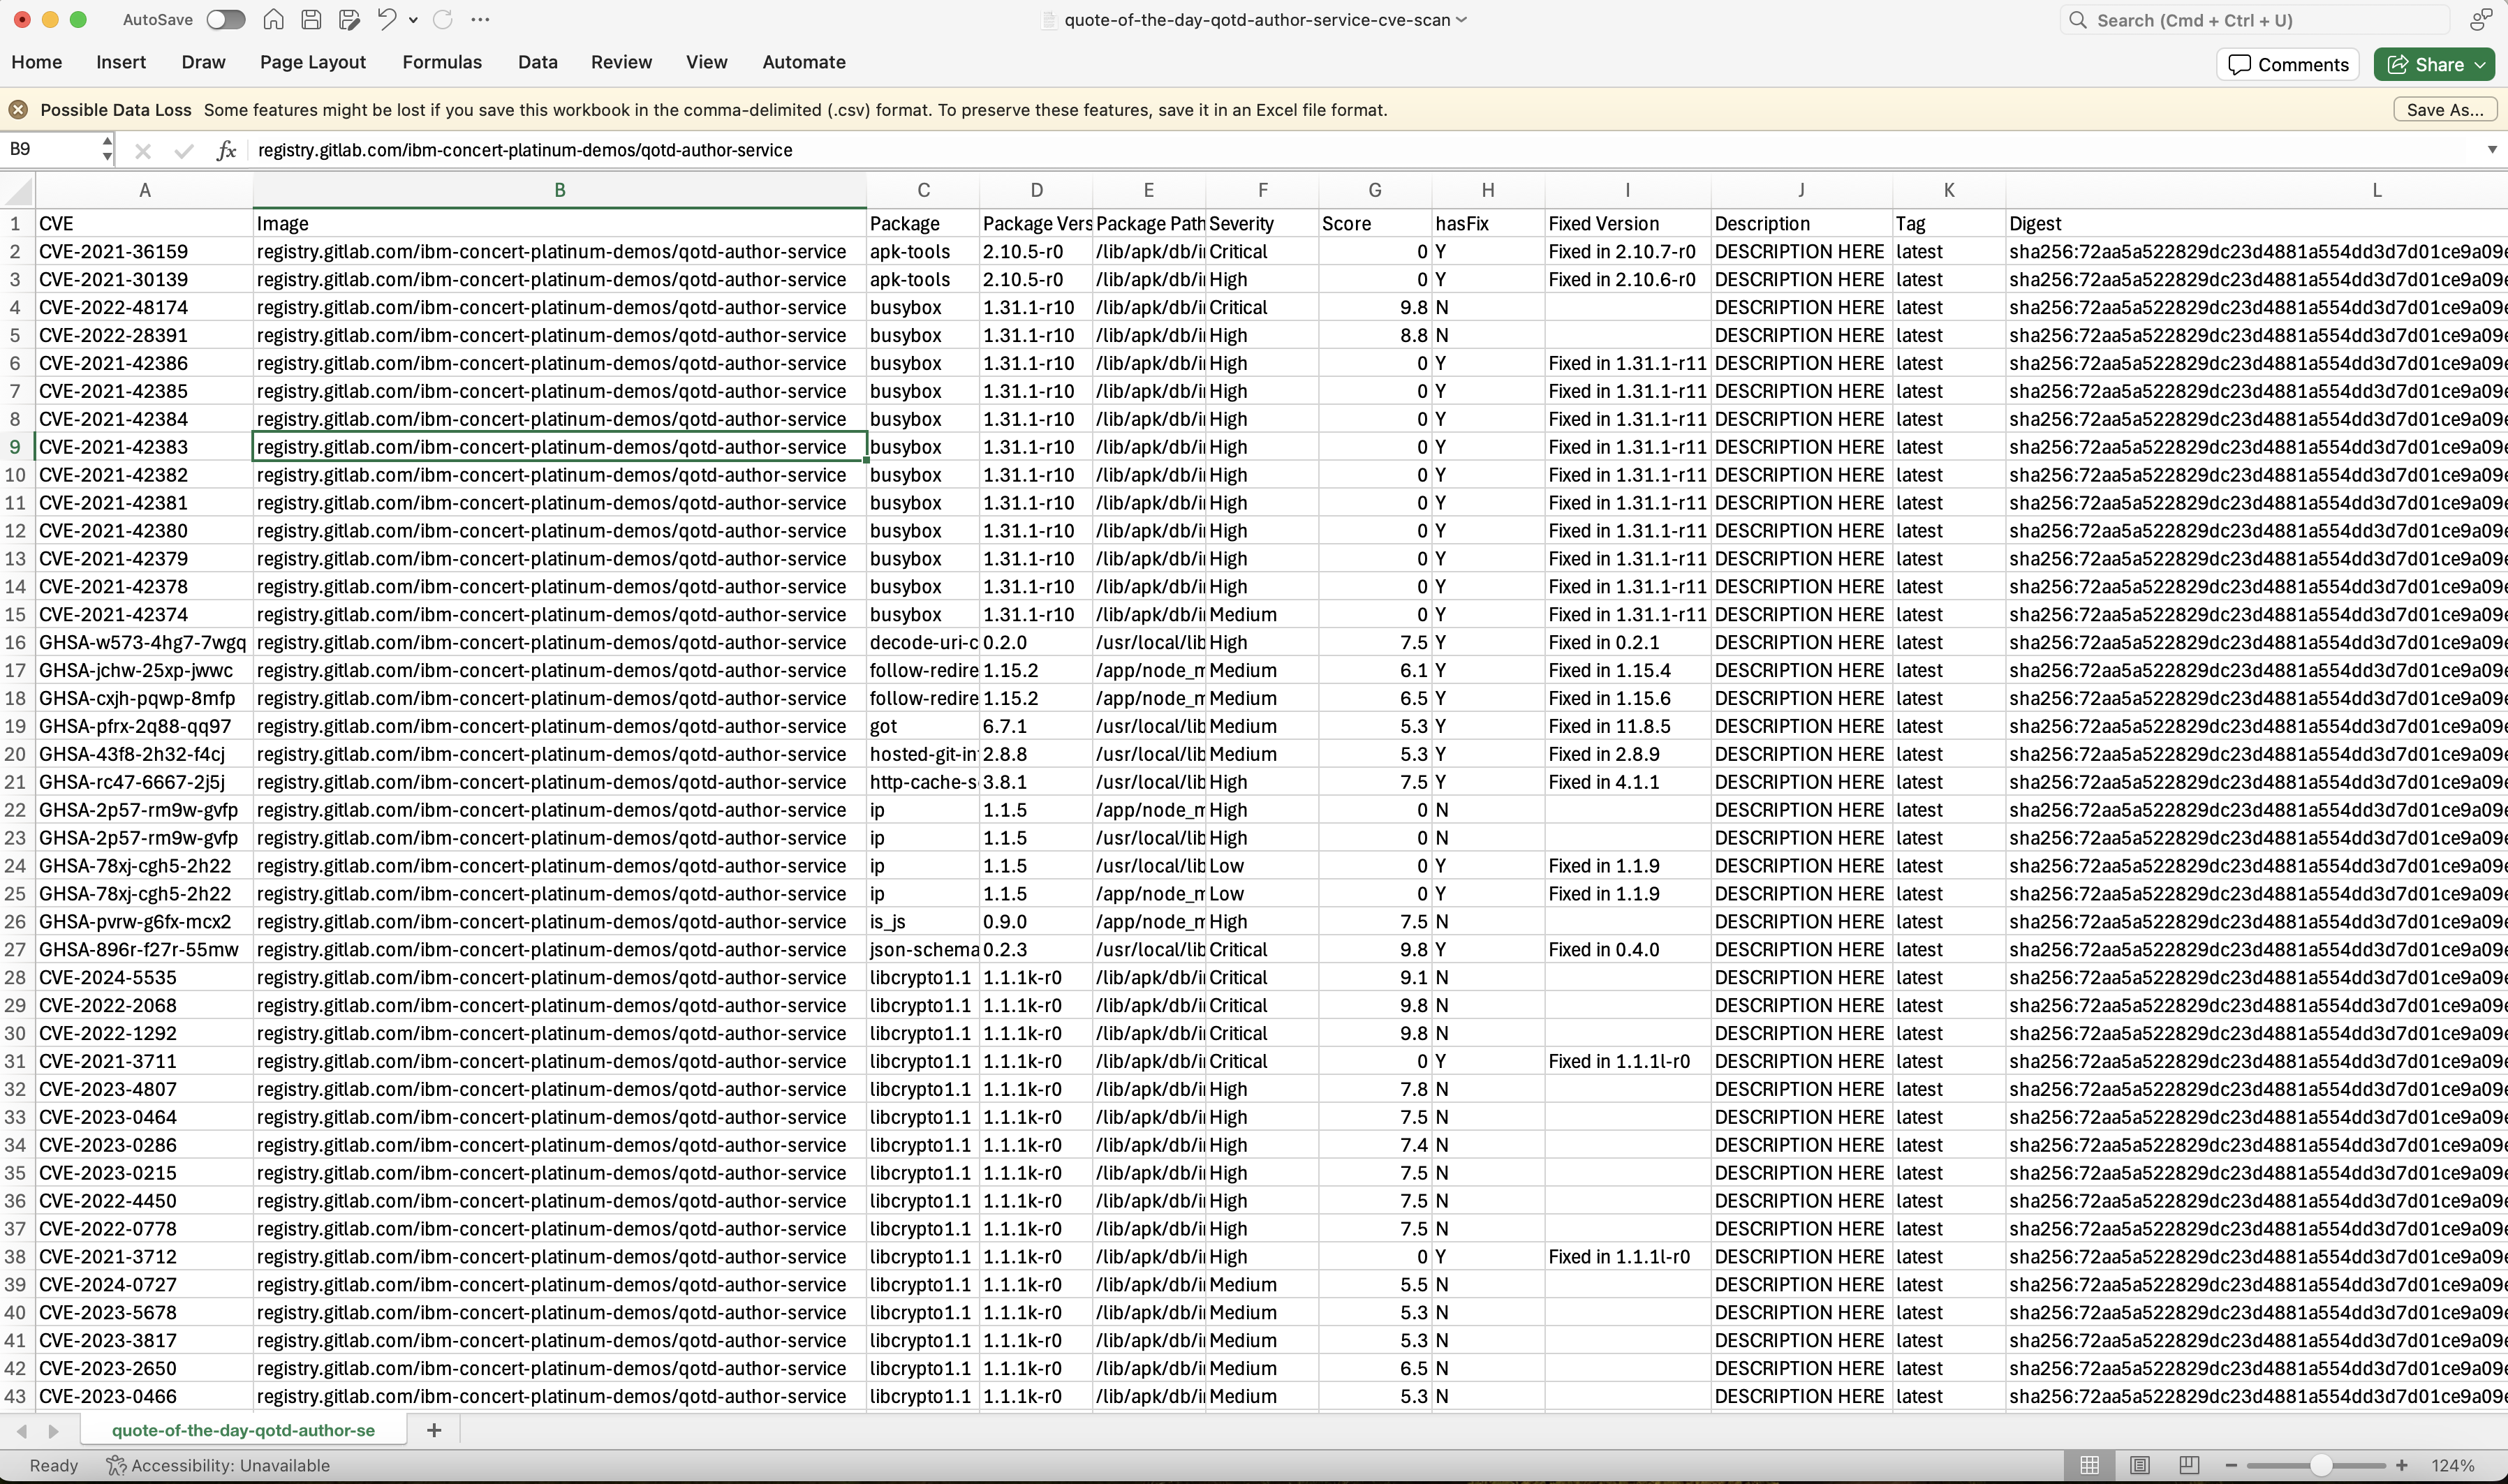 AutoSave
quote-of-the-day-qotd-author-service-cve-scan
Search (Cmd + Ctrl + U)
Home Insert Draw Page Layout Formulas Data Review View Automate Comments Share
Possible Data Loss Some features might be lost if you save this workbook in the comma-delimited (.csv) format. To preserve these features, save it in an Excel file format. Save As...
B9 fx registry.gitlab.com/ibm-concert-platinum-demos/qotd-author-service
A B C D E F G H I J K L
1 CVE Image Package Package Vers Package Path Severity Score hasFix Fixed Version Description Tag Digest
2 CVE-2021-36159 registry.gitlab.com/ibm-concert-platinum-demos/qotd-author-service apk-tools 2.10.5-r0 /lib/apk/db/i Critical 0 Y Fixed in 2.10.7-r0 DESCRIPTION HERE latest sha256:72aa5a522829dc23d4881a554dd3d7d01ce9a09
3 CVE-2021-30139 registry.gitlab.com/ibm-concert-platinum-demos/qotd-author-service apk-tools 2.10.5-r0 /lib/apk/db/i High 0 Y Fixed in 2.10.6-r0 DESCRIPTION HERE latest sha256:72aa5a522829dc23d4881a554dd3d7d01ce9a09
4 CVE-2022-48174 registry.gitlab.com/ibm-concert-platinum-demos/qotd-author-service busybox 1.31.1-r10 /lib/apk/db/i Critical 9.8 N DESCRIPTION HERE latest sha256:72aa5a522829dc23d4881a554dd3d7d01ce9a09
5 CVE-2022-28391 registry.gitlab.com/ibm-concert-platinum-demos/qotd-author-service busybox 1.31.1-r10 /lib/apk/db/i High 8.8 N DESCRIPTION HERE latest sha256:72aa5a522829dc23d4881a554dd3d7d01ce9a09
6 CVE-2021-42386 registry.gitlab.com/ibm-concert-platinum-demos/qotd-author-service busybox 1.31.1-r10 /lib/apk/db/i High 0 Y Fixed in 1.31.1-r11 DESCRIPTION HERE latest sha256:72aa5a522829dc23d4881a554dd3d7d01ce9a09
7 CVE-2021-42385 registry.gitlab.com/ibm-concert-platinum-demos/qotd-author-service busybox 1.31.1-r10 /lib/apk/db/i High 0 Y Fixed in 1.31.1-r11 DESCRIPTION HERE latest sha256:72aa5a522829dc23d4881a554dd3d7d01ce9a09
8 CVE-2021-42384 registry.gitlab.com/ibm-concert-platinum-demos/qotd-author-service busybox 1.31.1-r10 /lib/apk/db/i High 0 Y Fixed in 1.31.1-r11 DESCRIPTION HERE latest sha256:72aa5a522829dc23d4881a554dd3d7d01ce9a09
9 CVE-2021-42383 registry.gitlab.com/ibm-concert-platinum-demos/qotd-author-service busybox 1.31.1-r10 /lib/apk/db/i High 0 Y Fixed in 1.31.1-r11 DESCRIPTION HERE latest sha256:72aa5a522829dc23d4881a554dd3d7d01ce9a09
10 CVE-2021-42382 registry.gitlab.com/ibm-concert-platinum-demos/qotd-author-service busybox 1.31.1-r10 /lib/apk/db/i High 0 Y Fixed in 1.31.1-r11 DESCRIPTION HERE latest sha256:72aa5a522829dc23d4881a554dd3d7d01ce9a09
11 CVE-2021-42381 registry.gitlab.com/ibm-concert-platinum-demos/qotd-author-service busybox 1.31.1-r10 /lib/apk/db/i High 0 Y Fixed in 1.31.1-r11 DESCRIPTION HERE latest sha256:72aa5a522829dc23d4881a554dd3d7d01ce9a09
12 CVE-2021-42380 registry.gitlab.com/ibm-concert-platinum-demos/qotd-author-service busybox 1.31.1-r10 /lib/apk/db/i High 0 Y Fixed in 1.31.1-r11 DESCRIPTION HERE latest sha256:72aa5a522829dc23d4881a554dd3d7d01ce9a09
13 CVE-2021-42379 registry.gitlab.com/ibm-concert-platinum-demos/qotd-author-service busybox 1.31.1-r10 /lib/apk/db/i High 0 Y Fixed in 1.31.1-r11 DESCRIPTION HERE latest sha256:72aa5a522829dc23d4881a554dd3d7d01ce9a09
14 CVE-2021-42378 registry.gitlab.com/ibm-concert-platinum-demos/qotd-author-service busybox 1.31.1-r10 /lib/apk/db/i High 0 Y Fixed in 1.31.1-r11 DESCRIPTION HERE latest sha256:72aa5a522829dc23d4881a554dd3d7d01ce9a09
15 CVE-2021-42374 registry.gitlab.com/ibm-concert-platinum-demos/qotd-author-service busybox 1.31.1-r10 /lib/apk/db/i Medium 0 Y Fixed in 1.31.1-r11 DESCRIPTION HERE latest sha256:72aa5a522829dc23d4881a554dd3d7d01ce9a09
16 GHSA-w573-4hg7-7wgq registry.gitlab.com/ibm-concert-platinum-demos/qotd-author-service decode-uri-c 0.2.0 /usr/local/lib High 7.5 Y Fixed in 0.2.1 DESCRIPTION HERE latest sha256:72aa5a522829dc23d4881a554dd3d7d01ce9a09
17 GHSA-jchw-25xp-jwwc registry.gitlab.com/ibm-concert-platinum-demos/qotd-author-service follow-redire 1.15.2 /app/node_m Medium 6.1 Y Fixed in 1.15.4 DESCRIPTION HERE latest sha256:72aa5a522829dc23d4881a554dd3d7d01ce9a09
18 GHSA-cxjh-pqwp-8mfp registry.gitlab.com/ibm-concert-platinum-demos/qotd-author-service follow-redire 1.15.2 /app/node_m Medium 6.5 Y Fixed in 1.15.6 DESCRIPTION HERE latest sha256:72aa5a522829dc23d4881a554dd3d7d01ce9a09
19 GHSA-pfrx-2q88-qq97 registry.gitlab.com/ibm-concert-platinum-demos/qotd-author-service got 6.7.1 /usr/local/lib Medium 5.3 Y Fixed in 11.8.5 DESCRIPTION HERE latest sha256:72aa5a522829dc23d4881a554dd3d7d01ce9a09
20 GHSA-43f8-2h32-f4cj registry.gitlab.com/ibm-concert-platinum-demos/qotd-author-service hosted-git-in 2.8.8 /usr/local/lib Medium 5.3 Y Fixed in 2.8.9 DESCRIPTION HERE latest sha256:72aa5a522829dc23d4881a554dd3d7d01ce9a09
21 GHSA-rc47-6667-2j5j registry.gitlab.com/ibm-concert-platinum-demos/qotd-author-service http-cache-s 3.8.1 /usr/local/lib High 7.5 Y Fixed in 4.1.1 DESCRIPTION HERE latest sha256:72aa5a522829dc23d4881a554dd3d7d01ce9a09
22 GHSA-2p57-rm9w-gvfp registry.gitlab.com/ibm-concert-platinum-demos/qotd-author-service ip 1.1.5 /app/node_m High 0 N DESCRIPTION HERE latest sha256:72aa5a522829dc23d4881a554dd3d7d01ce9a09
23 GHSA-2p57-rm9w-gvfp registry.gitlab.com/ibm-concert-platinum-demos/qotd-author-service ip 1.1.5 /usr/local/lib High 0 N DESCRIPTION HERE latest sha256:72aa5a522829dc23d4881a554dd3d7d01ce9a09
24 GHSA-78xj-cgh5-2h22 registry.gitlab.com/ibm-concert-platinum-demos/qotd-author-service ip 1.1.5 /usr/local/lib Low 0 Y Fixed in 1.1.9 DESCRIPTION HERE latest sha256:72aa5a522829dc23d4881a554dd3d7d01ce9a09
25 GHSA-78xj-cgh5-2h22 registry.gitlab.com/ibm-concert-platinum-demos/qotd-author-service ip 1.1.5 /app/node_m Low 0 Y Fixed in 1.1.9 DESCRIPTION HERE latest sha256:72aa5a522829dc23d4881a554dd3d7d01ce9a09
26 GHSA-pvrw-g6fx-mcx2 registry.gitlab.com/ibm-concert-platinum-demos/qotd-author-service is_js 0.9.0 /app/node_m High 7.5 N DESCRIPTION HERE latest sha256:72aa5a522829dc23d4881a554dd3d7d01ce9a09
27 GHSA-896r-f27r-55mw registry.gitlab.com/ibm-concert-platinum-demos/qotd-author-service json-schema 0.2.3 /usr/local/lib Critical 9.8 Y Fixed in 0.4.0 DESCRIPTION HERE latest sha256:72aa5a522829dc23d4881a554dd3d7d01ce9a09
28 CVE-2024-5535 registry.gitlab.com/ibm-concert-platinum-demos/qotd-author-service libcrypto1.1 1.1.1k-r0 /lib/apk/db/i Critical 9.1 N DESCRIPTION HERE latest sha256:72aa5a522829dc23d4881a554dd3d7d01ce9a09
29 CVE-2022-2068 registry.gitlab.com/ibm-concert-platinum-demos/qotd-author-service libcrypto1.1 1.1.1k-r0 /lib/apk/db/i Critical 9.8 N DESCRIPTION HERE latest sha256:72aa5a522829dc23d4881a554dd3d7d01ce9a09
30 CVE-2022-1292 registry.gitlab.com/ibm-concert-platinum-demos/qotd-author-service libcrypto1.1 1.1.1k-r0 /lib/apk/db/i Critical 9.8 N DESCRIPTION HERE latest sha256:72aa5a522829dc23d4881a554dd3d7d01ce9a09
31 CVE-2021-3711 registry.gitlab.com/ibm-concert-platinum-demos/qotd-author-service libcrypto1.1 1.1.1k-r0 /lib/apk/db/i Critical 0 Y Fixed in 1.1.1l-r0 DESCRIPTION HERE latest sha256:72aa5a522829dc23d4881a554dd3d7d01ce9a09
32 CVE-2023-4807 registry.gitlab.com/ibm-concert-platinum-demos/qotd-author-service libcrypto1.1 1.1.1k-r0 /lib/apk/db/i High 7.8 N DESCRIPTION HERE latest sha256:72aa5a522829dc23d4881a554dd3d7d01ce9a09
33 CVE-2023-0464 registry.gitlab.com/ibm-concert-platinum-demos/qotd-author-service libcrypto1.1 1.1.1k-r0 /lib/apk/db/i High 7.5 N DESCRIPTION HERE latest sha256:72aa5a522829dc23d4881a554dd3d7d01ce9a09
34 CVE-2023-0286 registry.gitlab.com/ibm-concert-platinum-demos/qotd-author-service libcrypto1.1 1.1.1k-r0 /lib/apk/db/i High 7.4 N DESCRIPTION HERE latest sha256:72aa5a522829dc23d4881a554dd3d7d01ce9a09
35 CVE-2023-0215 registry.gitlab.com/ibm-concert-platinum-demos/qotd-author-service libcrypto1.1 1.1.1k-r0 /lib/apk/db/i High 7.5 N DESCRIPTION HERE latest sha256:72aa5a522829dc23d4881a554dd3d7d01ce9a09
36 CVE-2022-4450 registry.gitlab.com/ibm-concert-platinum-demos/qotd-author-service libcrypto1.1 1.1.1k-r0 /lib/apk/db/i High 7.5 N DESCRIPTION HERE latest sha256:72aa5a522829dc23d4881a554dd3d7d01ce9a09
37 CVE-2022-0778 registry.gitlab.com/ibm-concert-platinum-demos/qotd-author-service libcrypto1.1 1.1.1k-r0 /lib/apk/db/i High 7.5 N DESCRIPTION HERE latest sha256:72aa5a522829dc23d4881a554dd3d7d01ce9a09
38 CVE-2021-3712 registry.gitlab.com/ibm-concert-platinum-demos/qotd-author-service libcrypto1.1 1.1.1k-r0 /lib/apk/db/i High 0 Y Fixed in 1.1.1l-r0 DESCRIPTION HERE latest sha256:72aa5a522829dc23d4881a554dd3d7d01ce9a09
39 CVE-2024-0727 registry.gitlab.com/ibm-concert-platinum-demos/qotd-author-service libcrypto1.1 1.1.1k-r0 /lib/apk/db/i Medium 5.5 N DESCRIPTION HERE latest sha256:72aa5a522829dc23d4881a554dd3d7d01ce9a09
40 CVE-2023-5678 registry.gitlab.com/ibm-concert-platinum-demos/qotd-author-service libcrypto1.1 1.1.1k-r0 /lib/apk/db/i Medium 5.3 N DESCRIPTION HERE latest sha256:72aa5a522829dc23d4881a554dd3d7d01ce9a09
41 CVE-2023-3817 registry.gitlab.com/ibm-concert-platinum-demos/qotd-author-service libcrypto1.1 1.1.1k-r0 /lib/apk/db/i Medium 5.3 N DESCRIPTION HERE latest sha256:72aa5a522829dc23d4881a554dd3d7d01ce9a09
42 CVE-2023-2650 registry.gitlab.com/ibm-concert-platinum-demos/qotd-author-service libcrypto1.1 1.1.1k-r0 /lib/apk/db/i Medium 6.5 N DESCRIPTION HERE latest sha256:72aa5a522829dc23d4881a554dd3d7d01ce9a09
43 CVE-2023-0466 registry.gitlab.com/ibm-concert-platinum-demos/qotd-author-service libcrypto1.1 1.1.1k-r0 /lib/apk/db/i Medium 5.3 N DESCRIPTION HERE latest sha256:72aa5a522829dc23d4881a554dd3d7d01ce9a09
quote-of-the-day-qotd-author-se
Ready Accessibility: Unavailable 124%